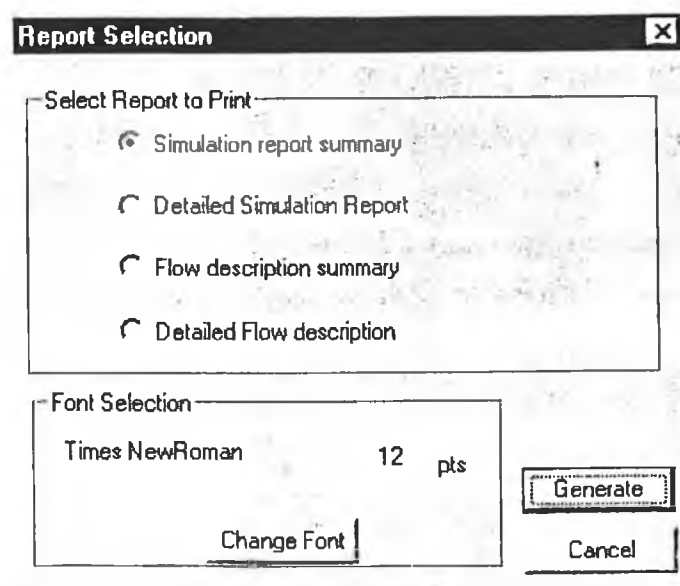 Report Selection
Select Report to Print
Simulation report summary
Detailed Simulation Report
Flow description summary
Detailed Flow description
Font Selection
Times NewRoman 12 pts
Generate
Change Font
Cancel